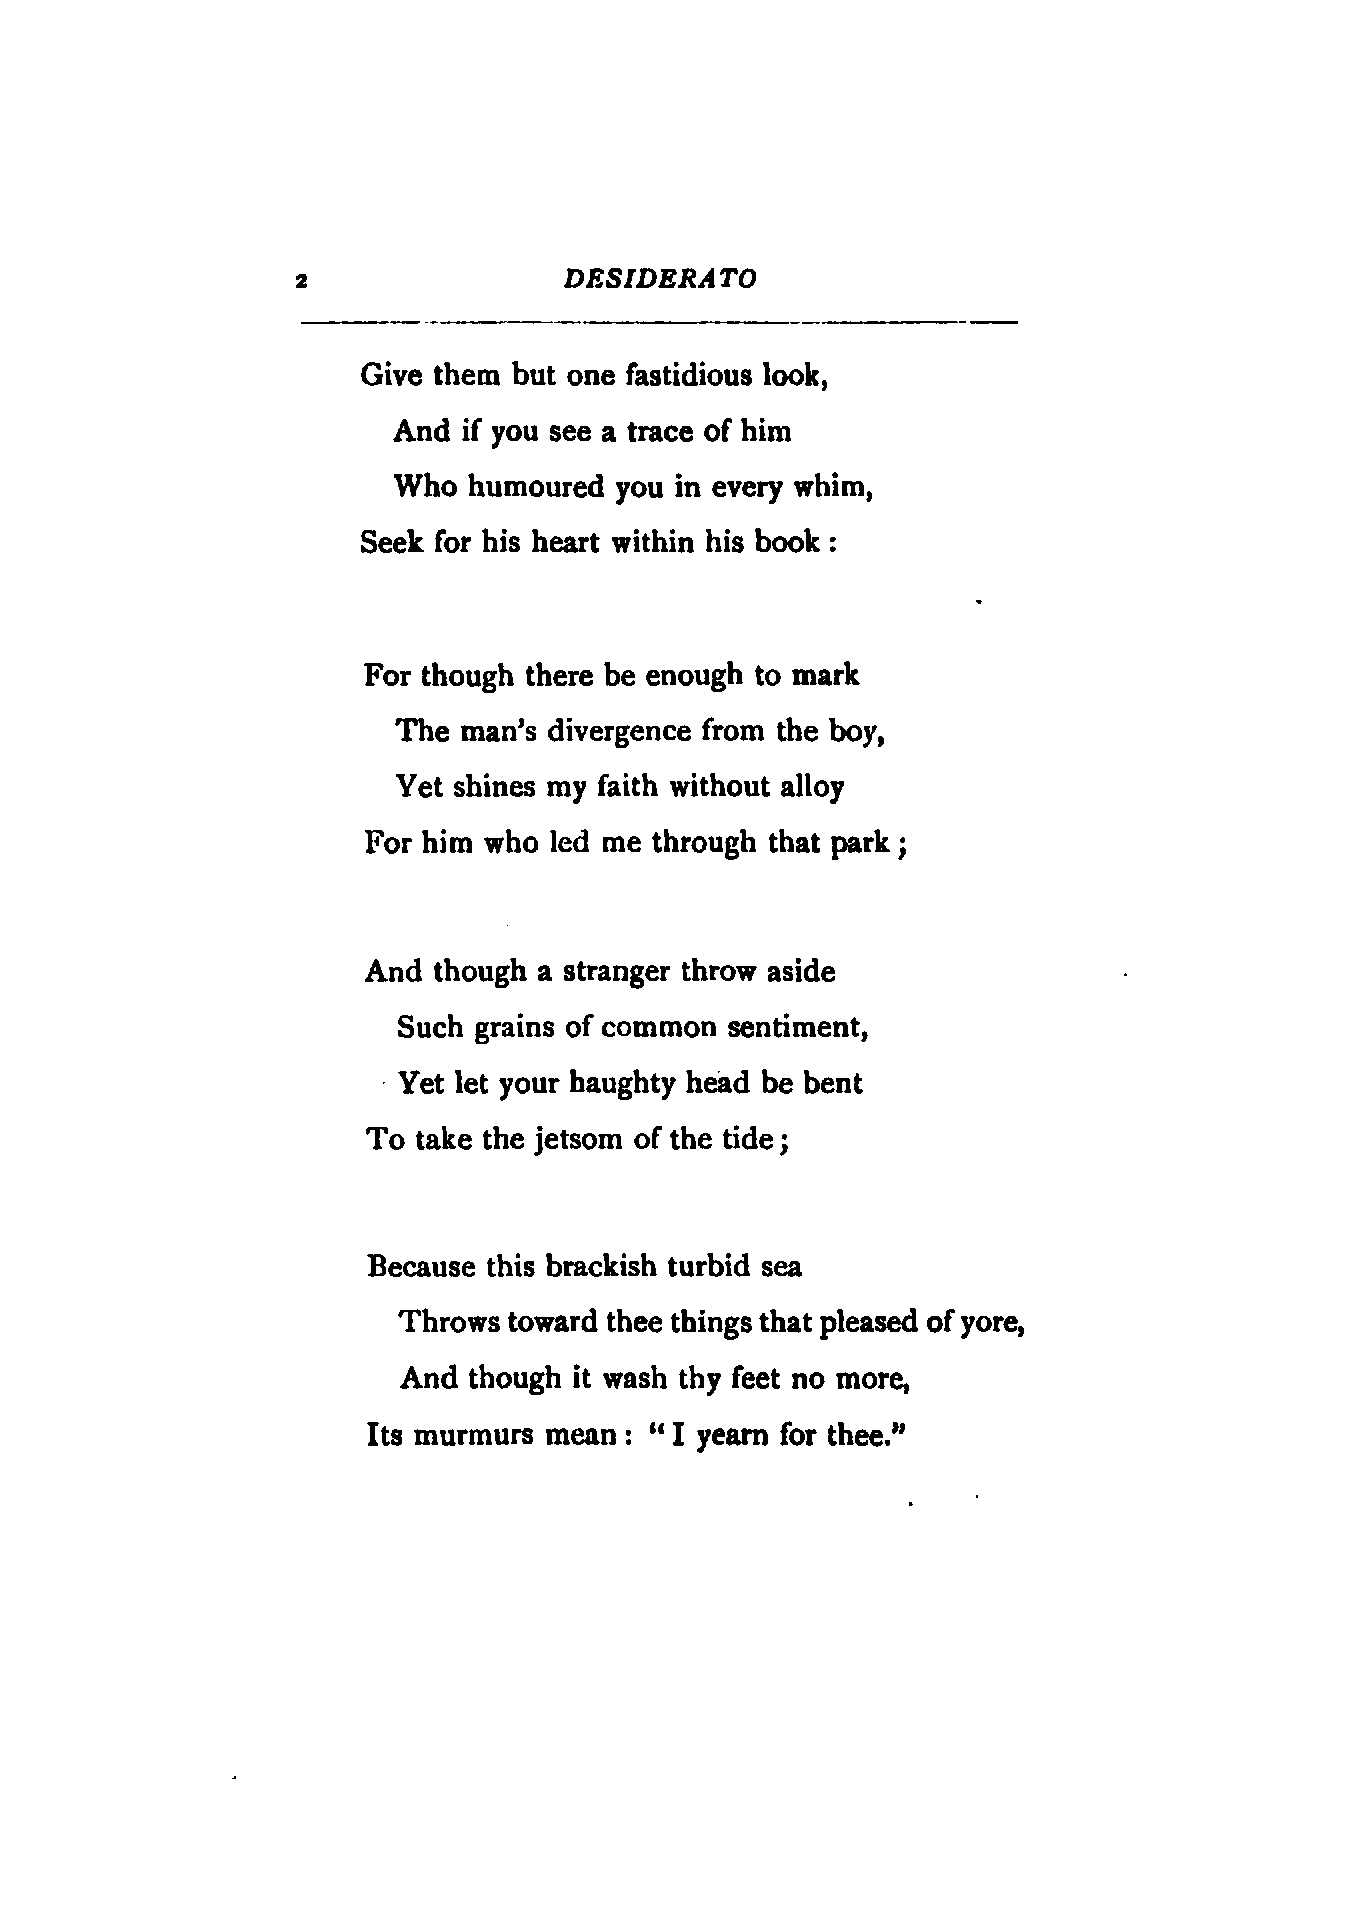 2 DESIDERATO
Give them but one fastidious look,
And if you see a trace of him
Who humoured you in every whim,
Seek for his heart within his book :
For though there be enough to mark
The man's divergence from the boy,
Yet shines my faith without alloy
For him who led me through that park ;
And though a stranger throw aside
Such grains of common sentiment,
Yet let your haughty head be bent
To take the jetsom of the tide ;
Because this brackish turbid sea
Throws toward thee things that pleased of yore,
And though it wash thy feet no more,
Its murmurs mean : “ I yearn for thee.”